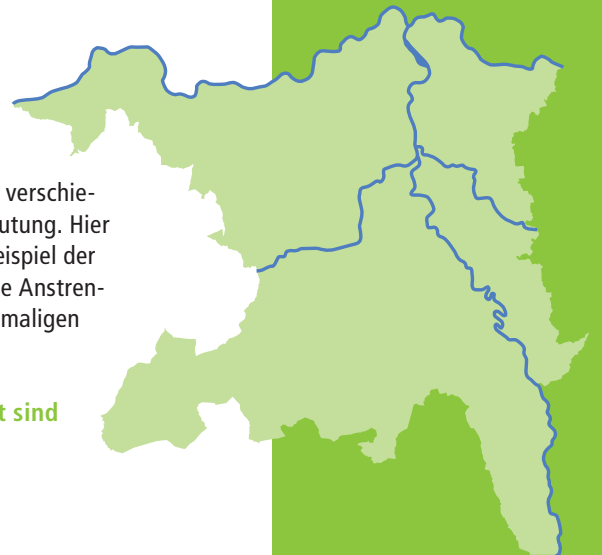 verschie-
utung. Hier
eispiel der
e Anstren-
maligen
t sind